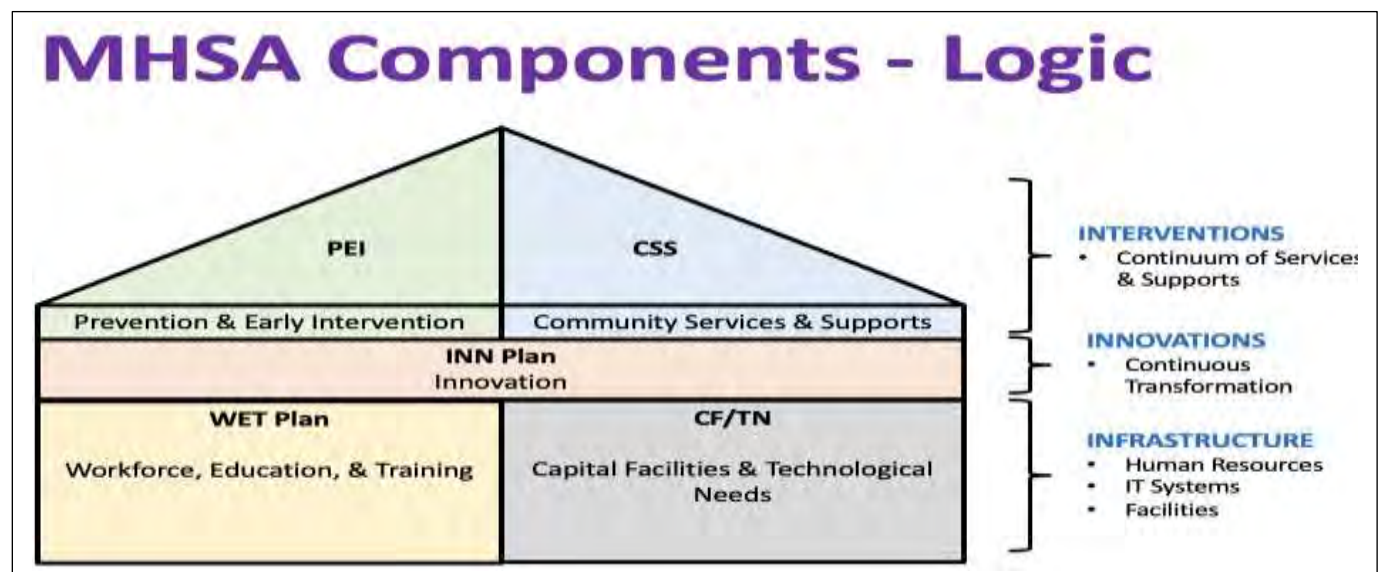 MHSA Components - Logic
PEI
CSS
Prevention & Early Intervention
Community Services & Supports
INN Plan
Innovation
WET Plan
Workforce, Education, & Training
CF/TN
Capital Facilities & Technological
Needs
INTERVENTIONS
• Continuum of Services
& Supports
INNOVATIONS
• Continuous
Transformation
INFRASTRUCTURE
• Human Resources
• IT Systems
• Facilities